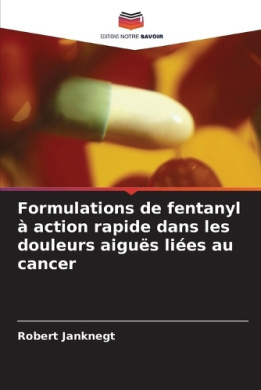 EDITIONS NOTRE SAVOIR
Formulations de fentanyl
à action rapide dans les
douleurs aiguës liées au
cancer
Robert Janknegt